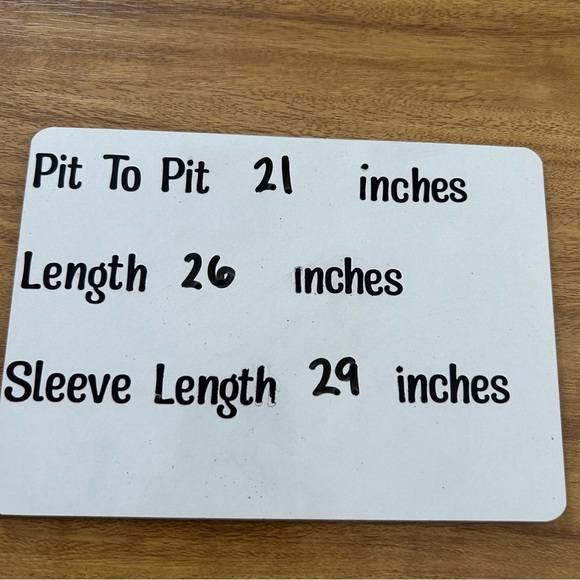 Pit To Pit 21 inches
Length 26 inches
Sleeve Length 29 inches